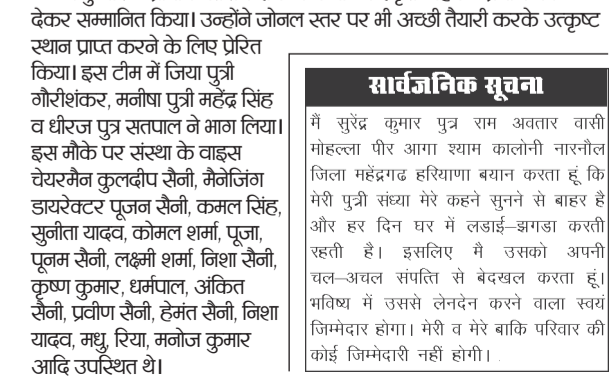 देकर सम्मानित किया। उन्होंने जोनल स्तर पर भी अच्छी तैयारी करके उत्कृष्ट
स्थान प्राप्त करने के लिए प्रेरित
किया। इस टीम में जिया पुत्री
गौरीशंकर, मनीषा पुत्री महेंद्र सिंह
व धीरज पुत्र सतपाल ने भाग लिया।
इस मौके पर संस्था के वाइस
चेयरमैन कुलदीप सैनी, मैनेजिंग
डायरेक्टर पूजन सैनी, कमल सिंह,
सुनीता यादव, कोमल शर्मा, पूजा,
पूनम सैनी, लक्ष्मी शर्मा, निशा सैनी,
कृष्ण कुमार, धर्मपाल, अंकित
सैनी, प्रवीण सैनी, हेमंत सैनी, निशा
यादव, मधु, रिया, मनोज कुमार
आदि उपस्थित थे।
सार्वजनिक सूचना
मैं सुरेंद्र कुमार पुत्र राम अवतार वासी
मोहल्ला पीर आगा श्याम कालोनी नारनौल
जिला महेंद्रगढ हरियाणा बयान करता हूं कि
मेरी पुत्री संध्या मेरे कहने सुनने से बाहर है
और हर दिन घर में लडाई–झगडा करती
रहती है। इसलिए मै उसको अपनी
चल–अचल संपत्ति से बेदखल करता हूं।
भविष्य में उससे लेनदेन करने वाला स्वयं
जिम्मेदार होगा। मेरी व मेरे बाकि परिवार की
कोई जिम्मेदारी नहीं होगी।